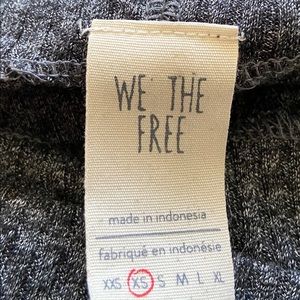 WE THE
FREE
made in indonesia
fabriqué en indonésie
XXS XS S M L XL